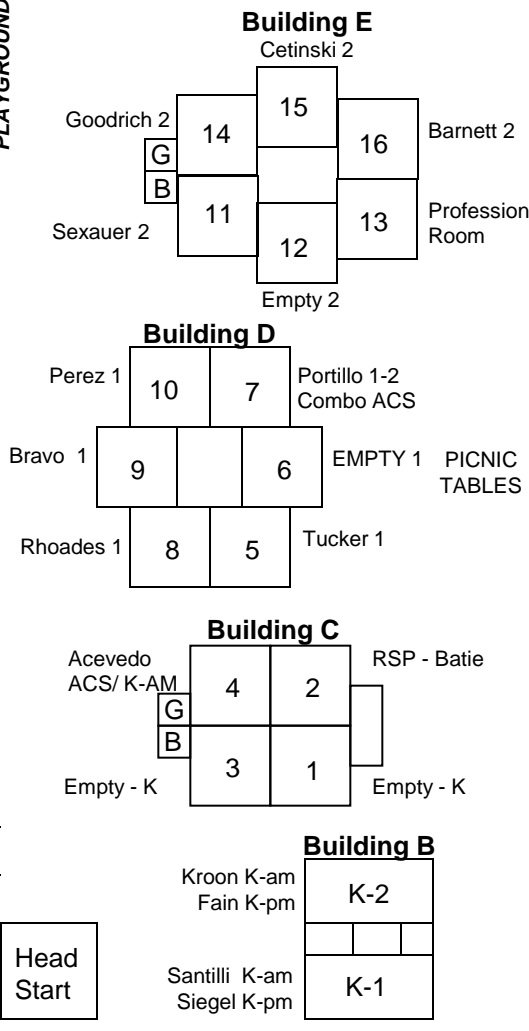 PLAYGROUND
Building E
Cetinski 2
Goodrich 2
14
15
16
Barnett 2
G
B
Sexauer 2
11
12
13
Profession
Room
Empty 2
Building D
Perez 1
10
7
Portillo 1-2
Combo ACS
Bravo 1
9
6
EMPTY 1
PICNIC
TABLES
Rhoades 1
8
5
Tucker 1
Building C
Acevedo
ACS/ K-AM
4
2
RSP - Batie
G
B
Empty - K
3
1
Empty - K
Building B
Kroon K-am
Fain K-pm
K-2
Head
Start
Santilli K-am
Siegel K-pm
K-1